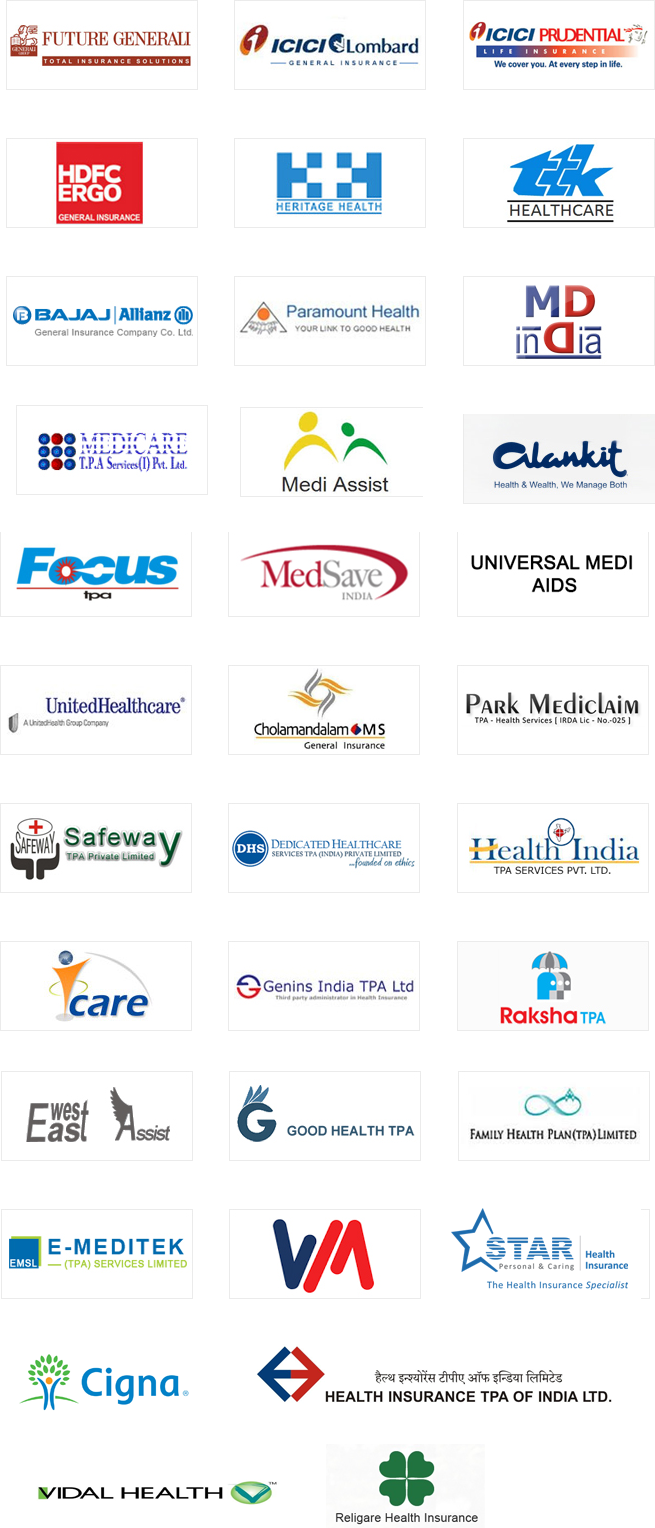 GENERALI
GROUP
FUTURE GENERALI
TOTAL INSURANCE SOLUTIONS
ICICI Lombard
GENERAL INSURANCE
ICICI PRUDENTIAL
LIFE INSURANCE
We cover you. At every step in life.
HDFC
ERGO
GENERAL INSURANCE
HH
HERITAGE HEALTH
ttk
HEALTHCARE
B BAJAJ Allianz
General Insurance Company Co. Ltd.
Paramount Health
YOUR LINK TO GOOD HEALTH
MD
inDia
MEDICARE
T.P.A Services(I) Pvt. Ltd.
Medi Assist
alankit
Health & Wealth, We Manage Both
Focus
tpa
MedSave
INDIA
UNIVERSAL MEDI
AIDS
UnitedHealthcare®
A UnitedHealth Group Company
Cholamandalam MS
General Insurance
PARK MEDICLAIM
TPA - Health Services [ IRDA Lic - No.-025 ]
SAFEWAY
Safeway
TPA Private Limited
DHS
DEDICATED HEALTHCARE
SERVICES TPA (INDIA) PRIVATE LIMITED
...founded on ethics
Health India
TPA SERVICES PVT. LTD.
icare
Genins India TPA Ltd
Third party administrator in Health Insurance
Raksha TPA
East west
Assist
G
GOOD HEALTH TPA
FAMILY HEALTH PLAN(TPA)LIMITED
EMSL
E-MEDITEK
(TPA) SERVICES LIMITED
VM
STAR
Personal & Caring
Health
Insurance
The Health Insurance Specialist
Cigna®
हैल्थ इन्श्योरेंस टीपीए ऑफ इन्डिया लिमिटेड
HEALTH INSURANCE TPA OF INDIA LTD.
VIDAL HEALTH ™
Religare Health Insurance